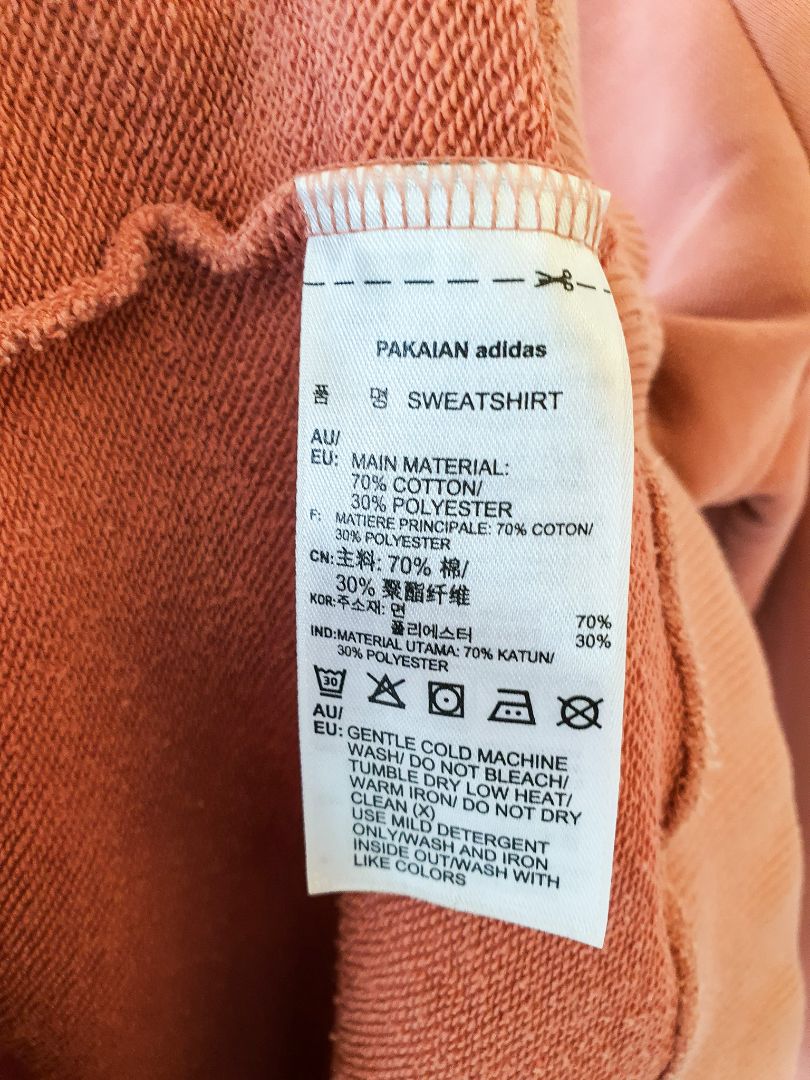 PAKAIAN adidas
품 명 SWEATSHIRT
AU/
EU: MAIN MATERIAL:
70% COTTON/
30% POLYESTER
F: MATIERE PRINCIPALE: 70% COTON/
30% POLYESTER
CN: 主料: 70% 棉/
30% 聚酯纤维
KOR: 주소재: 면 70%
폴리에스터 30%
IND: MATERIAL UTAMA: 70% KATUN/
30% POLYESTER
30
AU/
EU: GENTLE COLD MACHINE
WASH/ DO NOT BLEACH/
TUMBLE DRY LOW HEAT/
WARM IRON/ DO NOT DRY
CLEAN (X)
USE MILD DETERGENT
ONLY/WASH AND IRON
INSIDE OUT/WASH WITH
LIKE COLORS